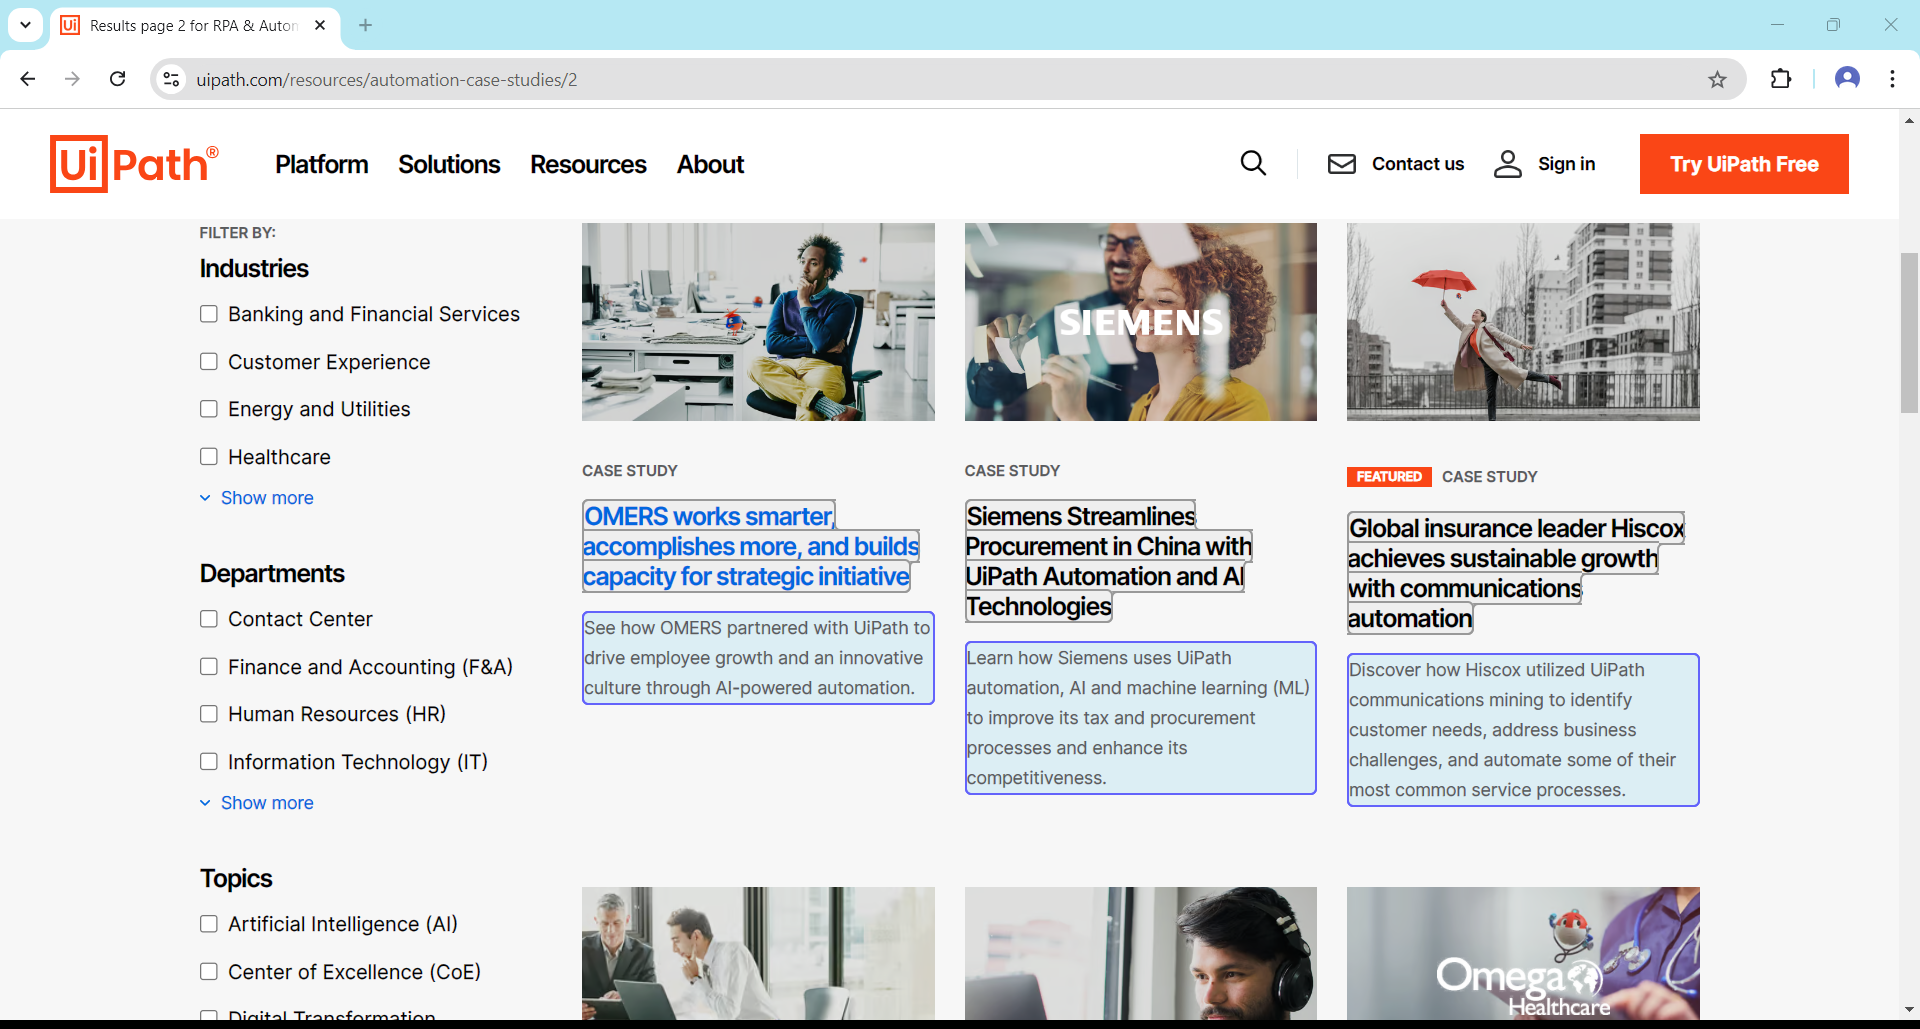 Results page 2 for RPA & Auton
uipath.com/resources/automation-case-studies/2
UiPath®
Platform
Solutions
Resources
About
Contact us
Sign in
Try UiPath Free
FILTER BY:
Industries
Banking and Financial Services
Customer Experience
Energy and Utilities
Healthcare
Show more
Departments
Contact Center
Finance and Accounting (F&A)
Human Resources (HR)
Information Technology (IT)
Show more
Topics
Artificial Intelligence (AI)
Center of Excellence (CoE)
Digital Transformation
CASE STUDY
OMERS works smarter,
accomplishes more, and builds
capacity for strategic initiative
See how OMERS partnered with UiPath to
drive employee growth and an innovative
culture through AI-powered automation.
SIEMENS
CASE STUDY
Siemens Streamlines
Procurement in China with
UiPath Automation and AI
Technologies
Learn how Siemens uses UiPath
automation, AI and machine learning (ML)
to improve its tax and procurement
processes and enhance its
competitiveness.
FEATURED CASE STUDY
Global insurance leader Hiscox
achieves sustainable growth
with communications
automation
Discover how Hiscox utilized UiPath
communications mining to identify
customer needs, address business
challenges, and automate some of their
most common service processes.
Omega
Healthcare